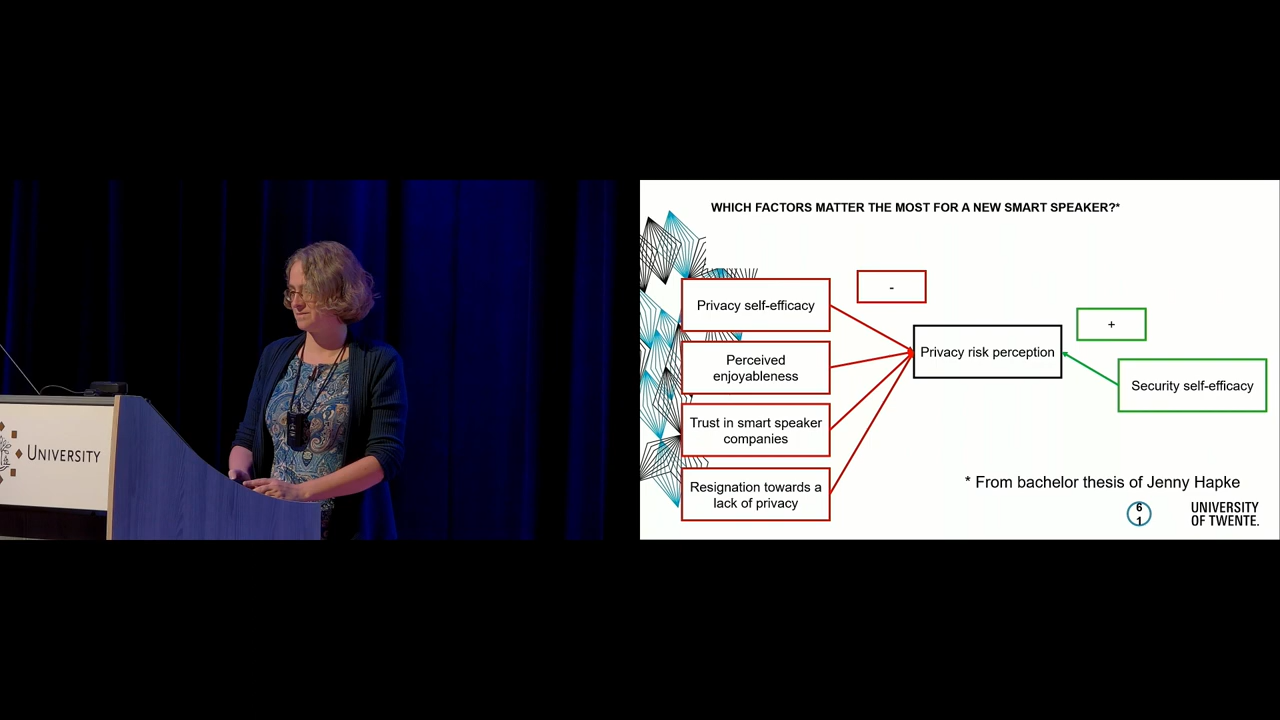 UNIVERSITY
WHICH FACTORS MATTER THE MOST FOR A NEW SMART SPEAKER?*
-
Privacy self-efficacy
+
Perceived
enjoyableness
Privacy risk perception
Security self-efficacy
Trust in smart speaker
companies
Resignation towards a
lack of privacy
* From bachelor thesis of Jenny Hapke
6
1
UNIVERSITY
OF TWENTE.